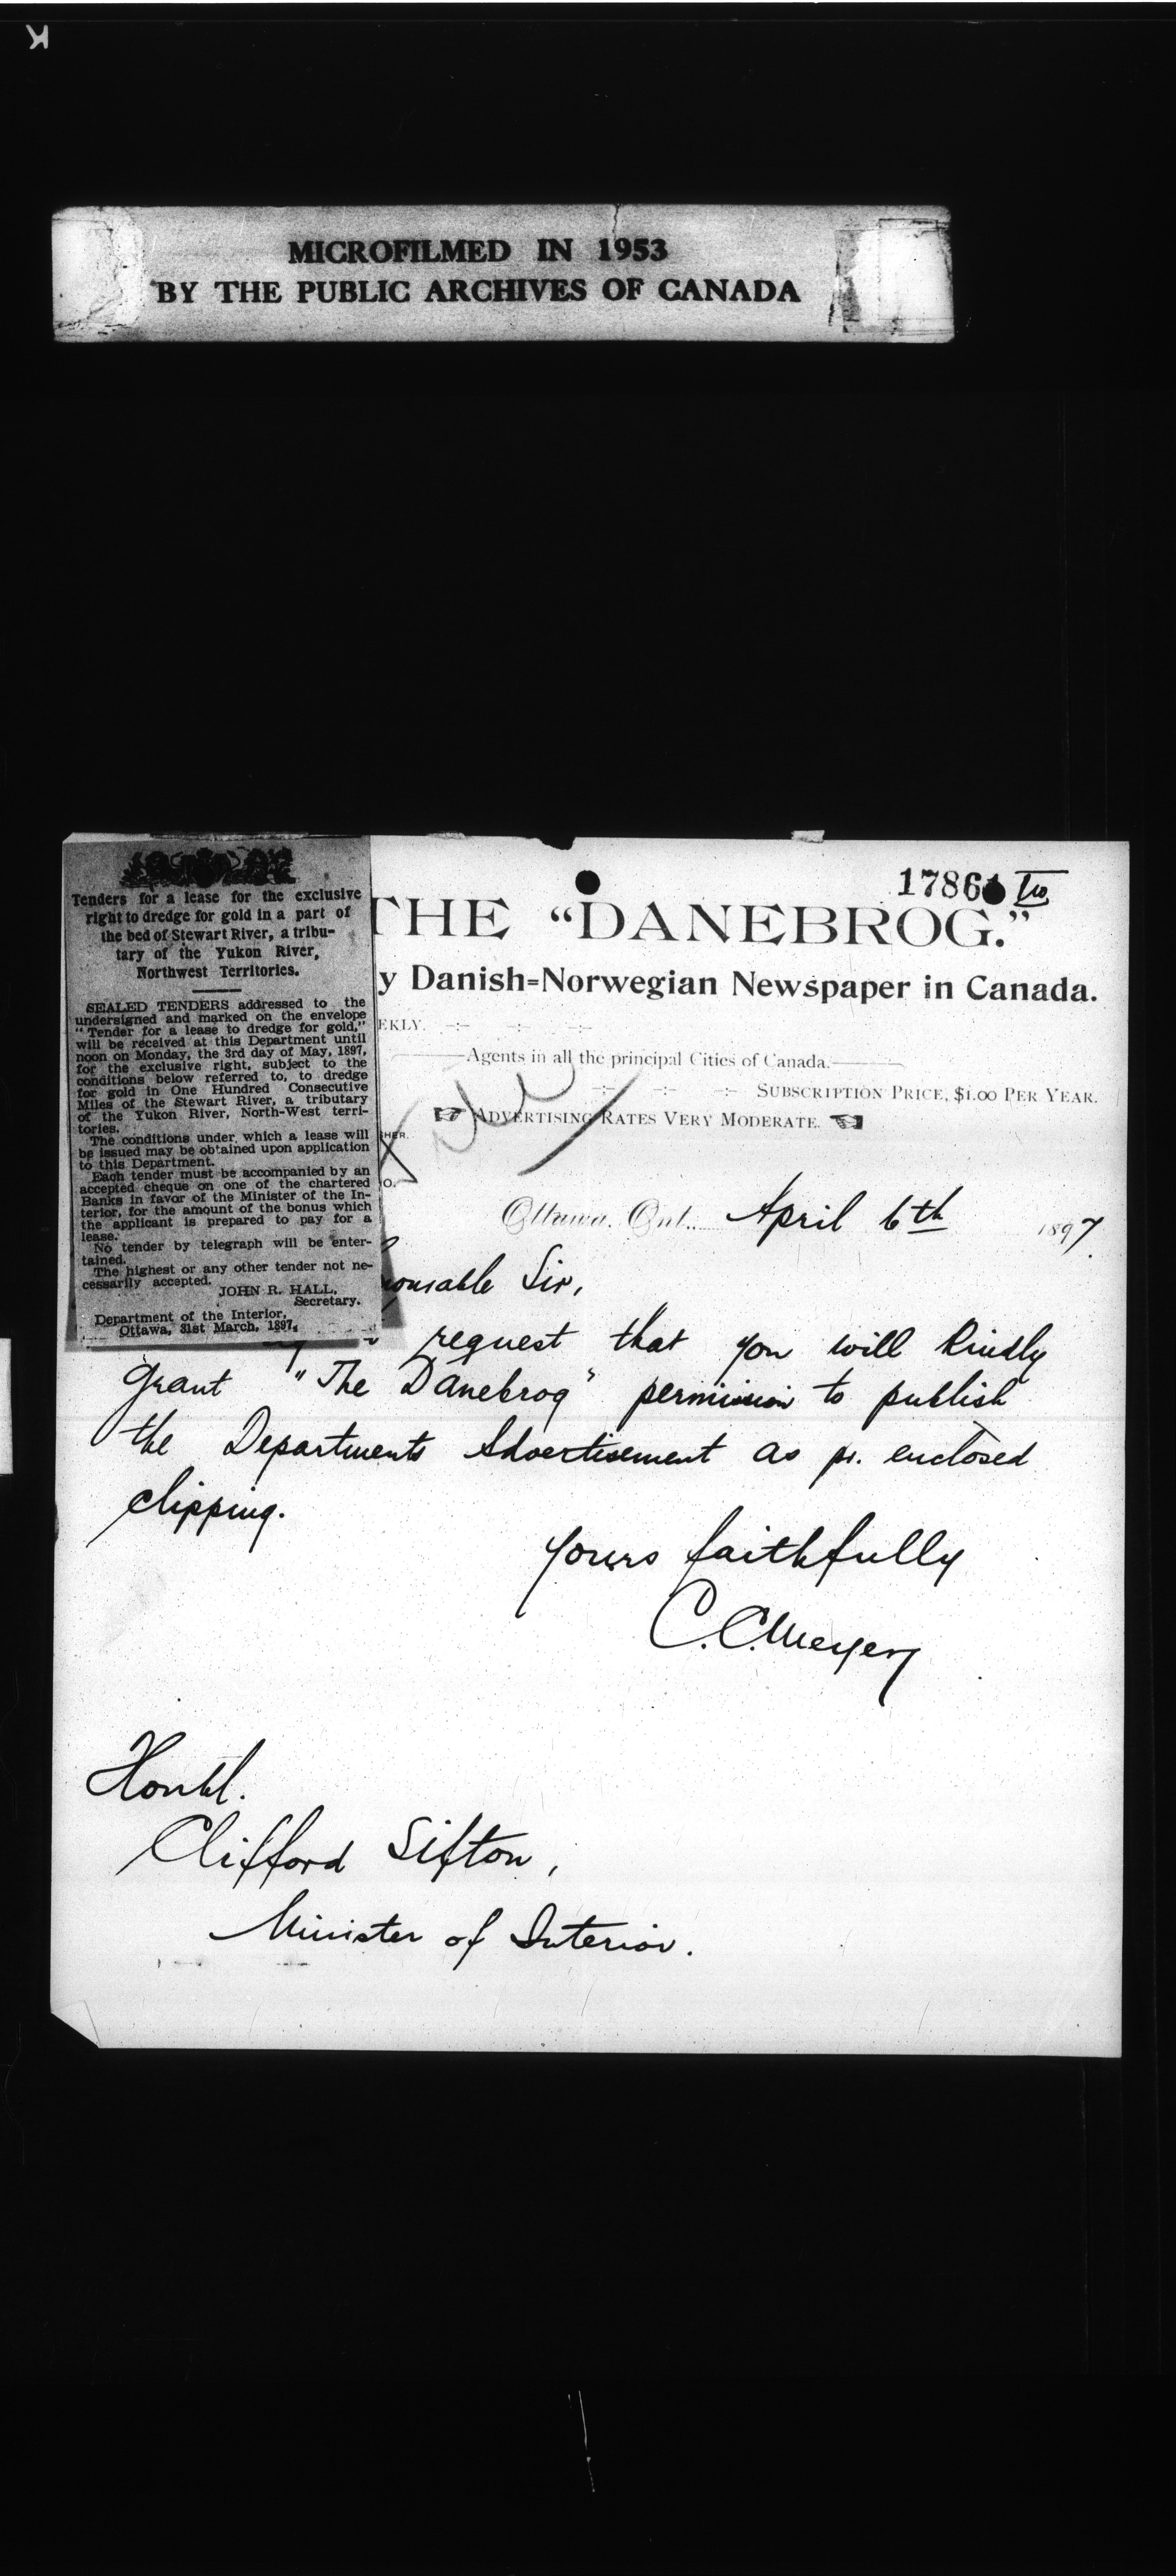 K
MICROFILMED IN 1953
BY THE PUBLIC ARCHIVES OF CANADA
Tenders for a lease for the exclusive
right to dredge for gold in a part of
the bed of Stewart River, a tribu-
tary of the Yukon River,
Northwest Territories.
SEALED TENDERS addressed to the
undersigned and marked on the envelope
"Tender for a lease to dredge for gold,"
will be received at this Department until
noon on Monday, the 3rd day of May, 1897,
for the exclusive right, subject to the
conditions below referred to, to dredge
for gold in One Hundred Consecutive
Miles of the Stewart River, a tributary
of the Yukon River, North-West terri-
tories.
The conditions under which a lease will
be issued may be obtained upon application
to this Department.
Each tender must be accompanied by an
accepted cheque on one of the chartered
Banks in favor of the Minister of the In-
terior, for the amount of the bonus which
the applicant is prepared to pay for a
lease.
No tender by telegraph will be enter-
tained.
The highest or any other tender not ne-
cessarily accepted.
JOHN R. HALL,
Secretary.
Department of the Interior,
Ottawa, 31st March, 1897.
1786
THE "DANEBROG."
y Danish=Norwegian Newspaper in Canada.
EKLY.
Agents in all the principal Cities of Canada.
SUBSCRIPTION PRICE, $1.00 PER YEAR.
ADVERTISING RATES VERY MODERATE.
HER.
O.
Ottawa, Ont. April 6th 1897.
ourable Sir,
request that you will kindly
grant "The Danebrog" permission to publish
the Departments Advertisement as pr. enclosed
clipping.
Yours faithfully
C. C. Meyer
Honbl.
Clifford Sifton,
Minister of Interior.